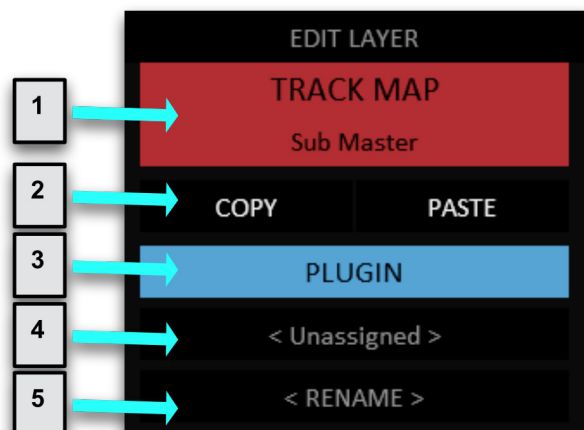 EDIT LAYER
1
TRACK MAP
Sub Master
2
COPY PASTE
3
PLUGIN
4
< Unassigned >
5
< RENAME >